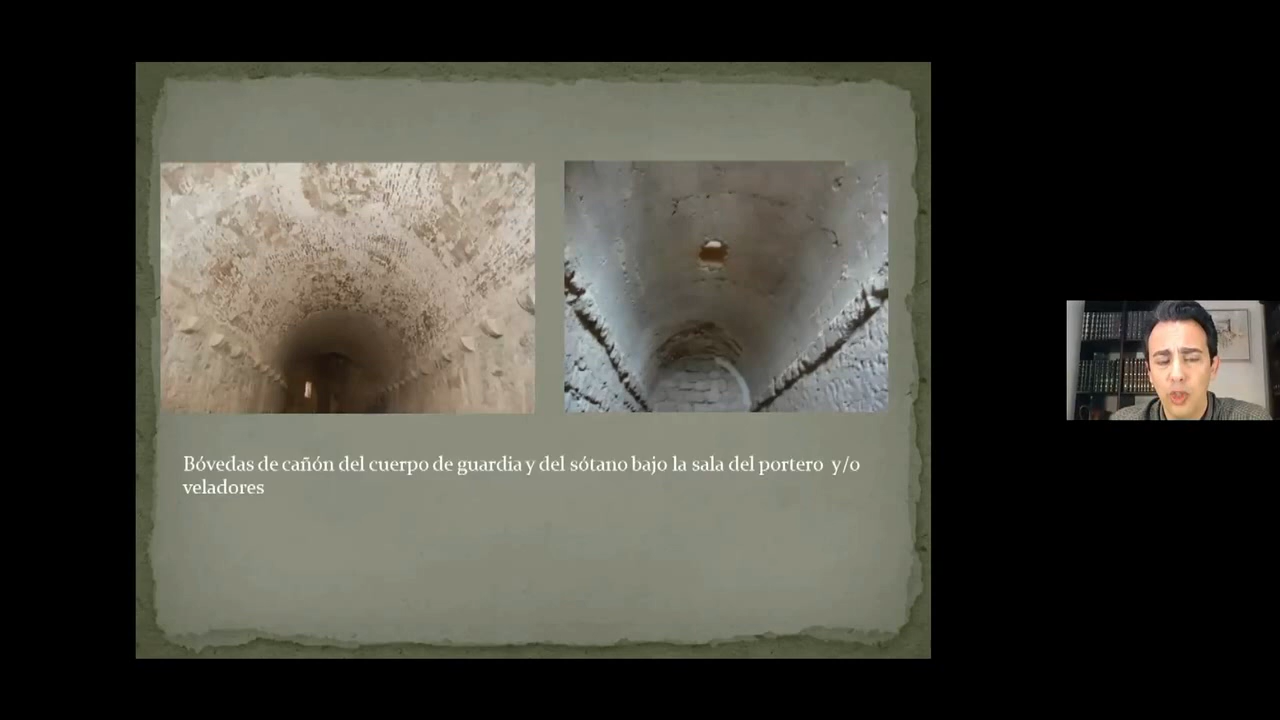 Bóvedas de cañón del cuerpo de guardia y del sótano bajo la sala del portero y/o
veladores